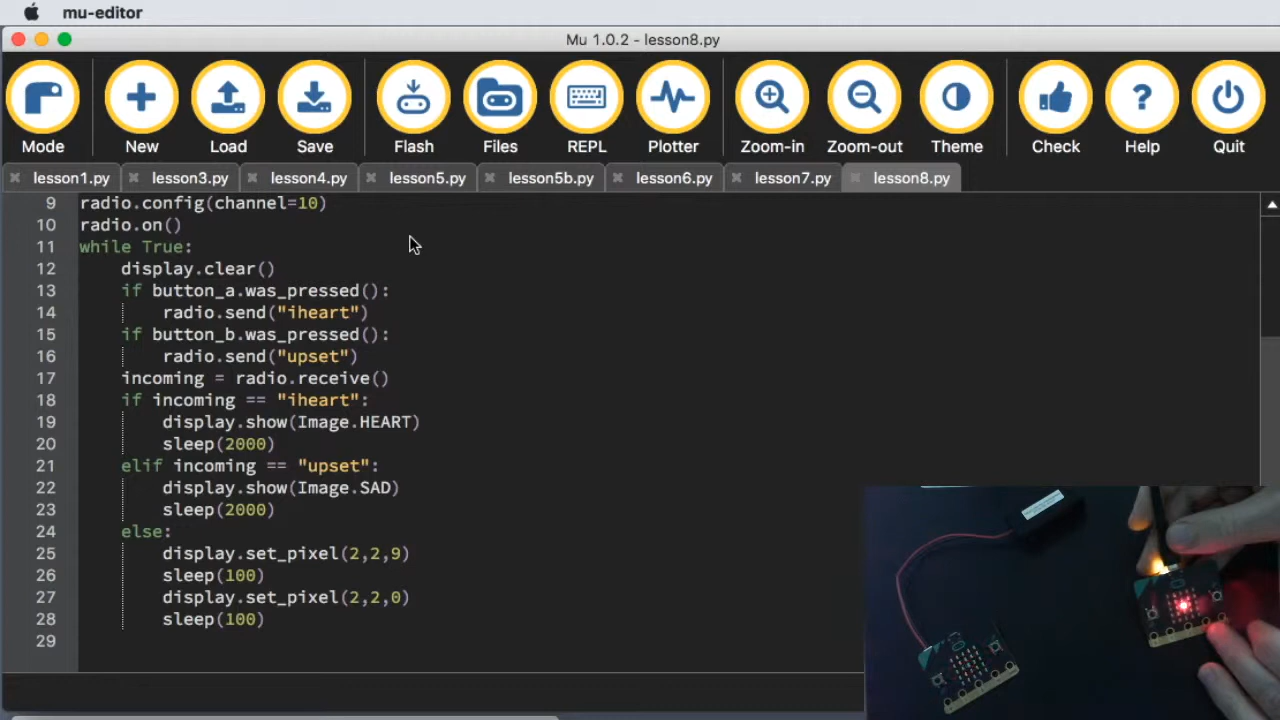 mu-editor
Mu 1.0.2 - lesson8.py
Mode New Load Save Flash Files REPL Plotter Zoom-in Zoom-out Theme Check Help Quit
lesson1.py lesson3.py lesson4.py lesson5.py lesson5b.py lesson6.py lesson7.py lesson8.py
9 radio.config(channel=10)
10 radio.on()
11 while True:
12     display.clear()
13     if button_a.was_pressed():
14         radio.send("iheart")
15     if button_b.was_pressed():
16         radio.send("upset")
17     incoming = radio.receive()
18     if incoming == "iheart":
19         display.show(Image.HEART)
20         sleep(2000)
21     elif incoming == "upset":
22         display.show(Image.SAD)
23         sleep(2000)
24     else:
25         display.set_pixel(2,2,9)
26         sleep(100)
27         display.set_pixel(2,2,0)
28         sleep(100)
29